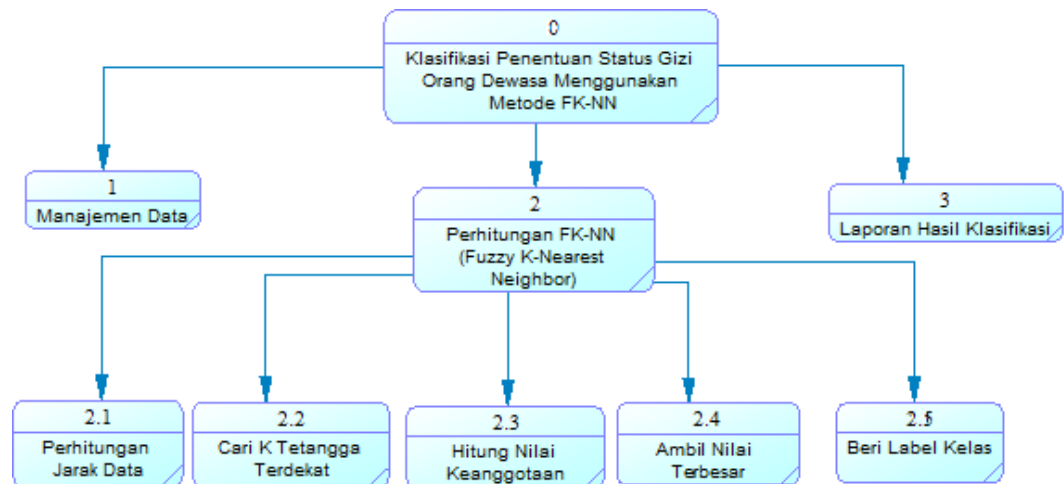 0
Klasifikasi Penentuan Status Gizi
Orang Dewasa Menggunakan
Metode FK-NN
1
Manajemen Data
2
Perhitungan FK-NN
(Fuzzy K-Nearest
Neighbor)
3
Laporan Hasil Klasifikasi
2.1
Perhitungan
Jarak Data
2.2
Cari K Tetangga
Terdekat
2.3
Hitung Nilai
Keanggotaan
2.4
Ambil Nilai
Terbesar
2.5
Beri Label Kelas